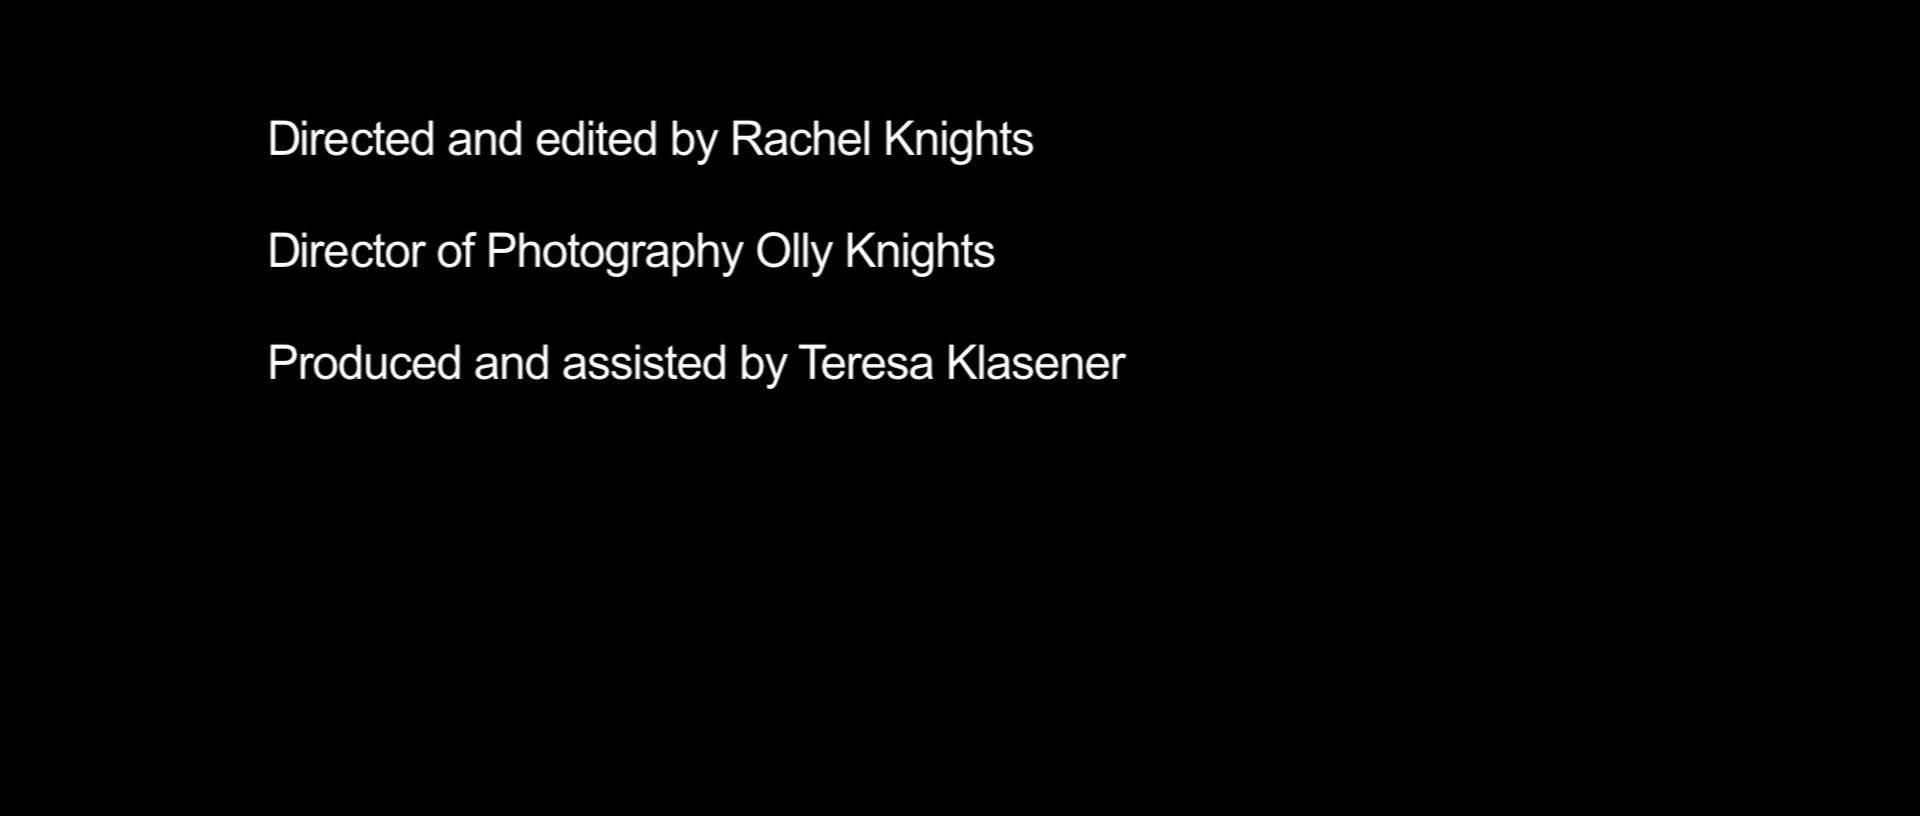 Directed and edited by Rachel Knights
Director of Photography Olly Knights
Produced and assisted by Teresa Klasener